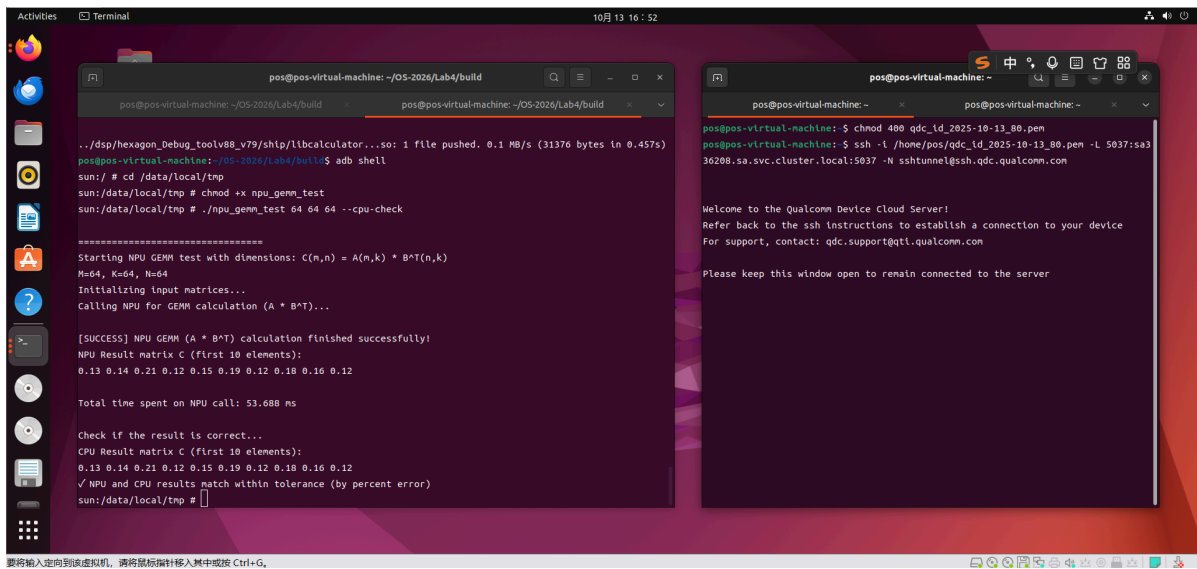 Activities
Terminal
10月 13 16：52
pos@pos-virtual-machine: ~/OS-2026/Lab4/build
pos@pos-virtual-machine: ~/OS-2026/Lab4/build
pos@pos-virtual-machine: ~/OS-2026/Lab4/build
../dsp/hexagon_Debug_toolv88_v79/ship/libcalculator...so: 1 file pushed. 0.1 MB/s (31376 bytes in 0.457s)
pos@pos-virtual-machine:~/OS-2026/Lab4/build$ adb shell
sun:/ # cd /data/local/tmp
sun:/data/local/tmp # chmod +x npu_gemm_test
sun:/data/local/tmp # ./npu_gemm_test 64 64 64 --cpu-check
==================================
Starting NPU GEMM test with dimensions: C(m,n) = A(m,k) * B^T(n,k)
M=64, K=64, N=64
Initializing input matrices...
Calling NPU for GEMM calculation (A * B^T)...
[SUCCESS] NPU GEMM (A * B^T) calculation finished successfully!
NPU Result matrix C (first 10 elements):
0.13 0.14 0.21 0.12 0.15 0.19 0.12 0.18 0.16 0.12
Total time spent on NPU call: 53.688 ms
Check if the result is correct...
CPU Result matrix C (first 10 elements):
0.13 0.14 0.21 0.12 0.15 0.19 0.12 0.18 0.16 0.12
✓ NPU and CPU results match within tolerance (by percent error)
sun:/data/local/tmp #
中
pos@pos-virtual-machine: ~
pos@pos-virtual-machine: ~
pos@pos-virtual-machine: ~
pos@pos-virtual-machine:~$ chmod 400 qdc_id_2025-10-13_80.pem
pos@pos-virtual-machine:~$ ssh -i /home/pos/qdc_id_2025-10-13_80.pem -L 5037:sa3
36208.sa.svc.cluster.local:5037 -N sshtunnel@ssh.qdc.qualcomm.com
Welcome to the Qualcomm Device Cloud Server!
Refer back to the ssh instructions to establish a connection to your device
For support, contact: qdc.support@qti.qualcomm.com
Please keep this window open to remain connected to the server
要将输入定向到该虚拟机，请将鼠标指针移入其中或按 Ctrl+G。